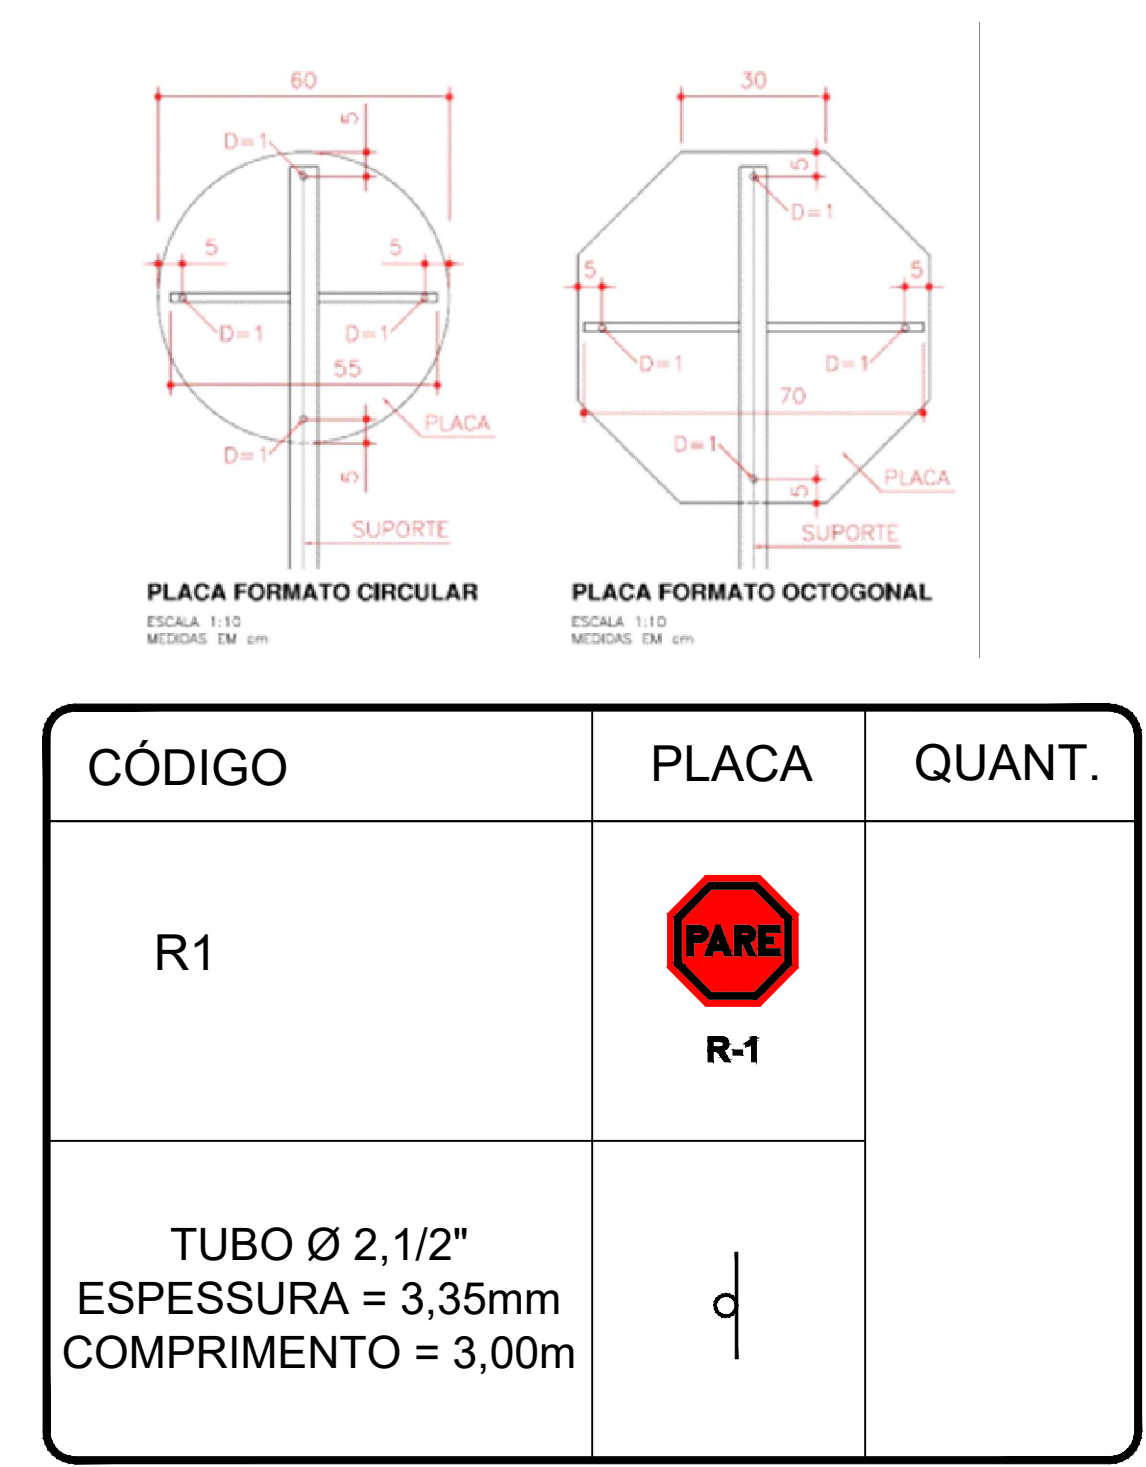 60
30
5
D=1
5
D=1
5
5
5
5
D=1
D=1
D=1
D=1
55
70
PLACA
D=1
D=1
PLACA
5
5
SUPORTE
SUPORTE
PLACA FORMATO CIRCULAR
ESCALA 1:10
MEDIDAS EM cm
PLACA FORMATO OCTOGONAL
ESCALA 1:10
MEDIDAS EM cm
CÓDIGO
PLACA
QUANT.
R1
PARE
R-1
TUBO Ø 2,1/2"
ESPESSURA = 3,35mm
COMPRIMENTO = 3,00m